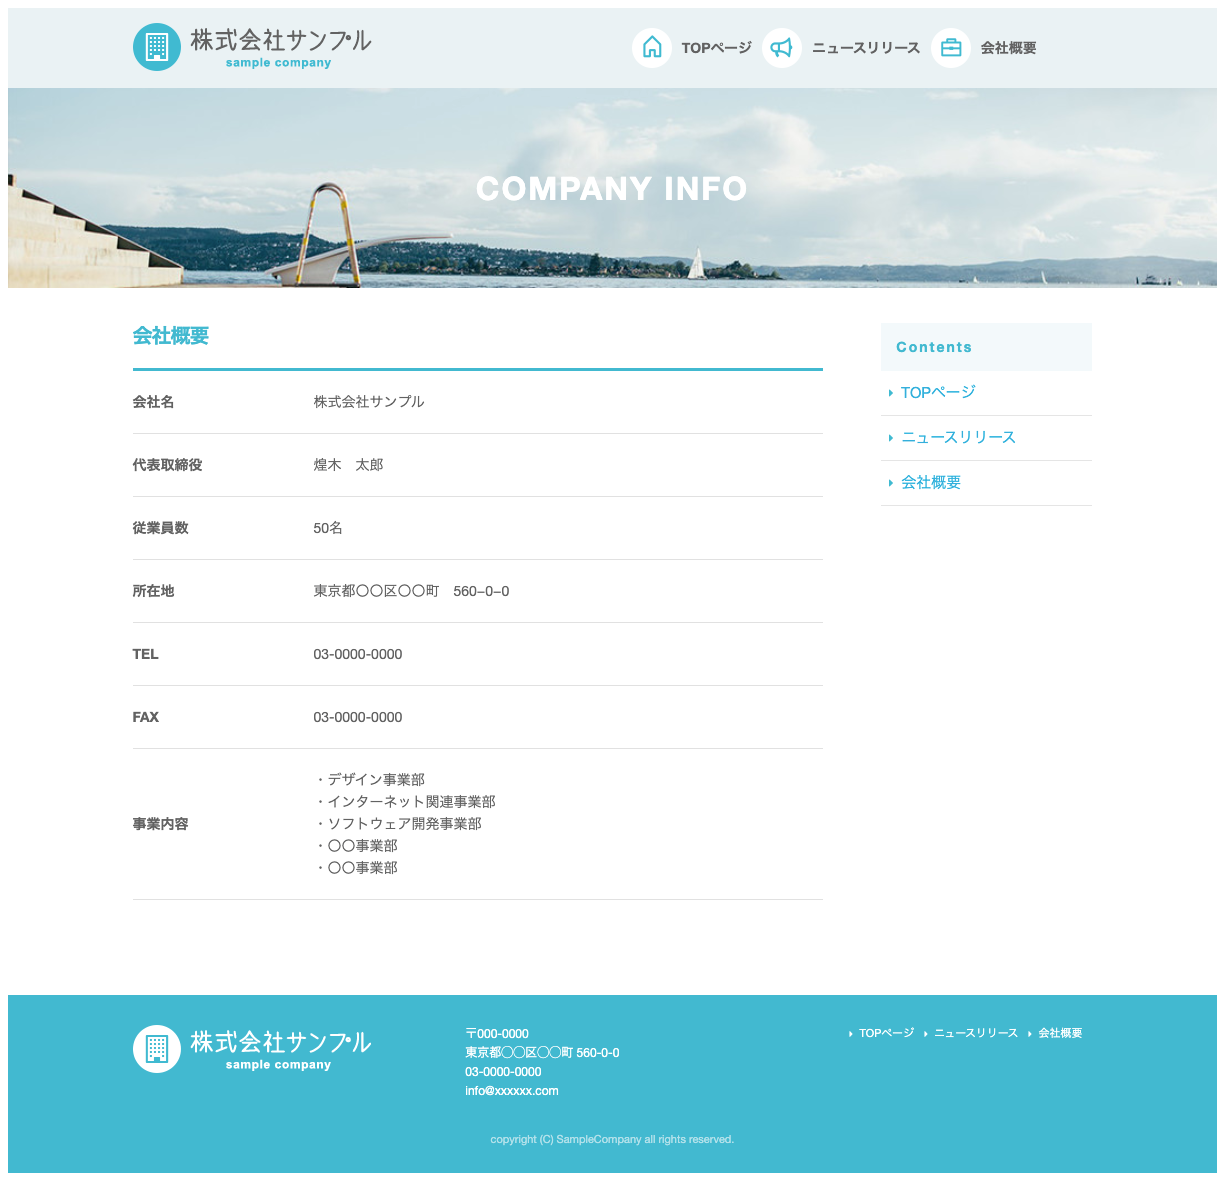 株式会社サンプル
sample company
TOPページ
ニュースリリース
会社概要
COMPANY INFO
会社概要
会社名 株式会社サンプル
代表取締役 煌木　太郎
従業員数 50名
所在地 東京都〇〇区〇〇町　560−0−0
TEL 03-0000-0000
FAX 03-0000-0000
事業内容
・デザイン事業部
・インターネット関連事業部
・ソフトウェア開発事業部
・〇〇事業部
・〇〇事業部
Contents
TOPページ
ニュースリリース
会社概要
株式会社サンプル
sample company
〒000-0000
東京都◯◯区◯◯町 560-0-0
03-0000-0000
info@xxxxxx.com
TOPページ
ニュースリリース
会社概要
copyright (C) SampleCompany all rights reserved.